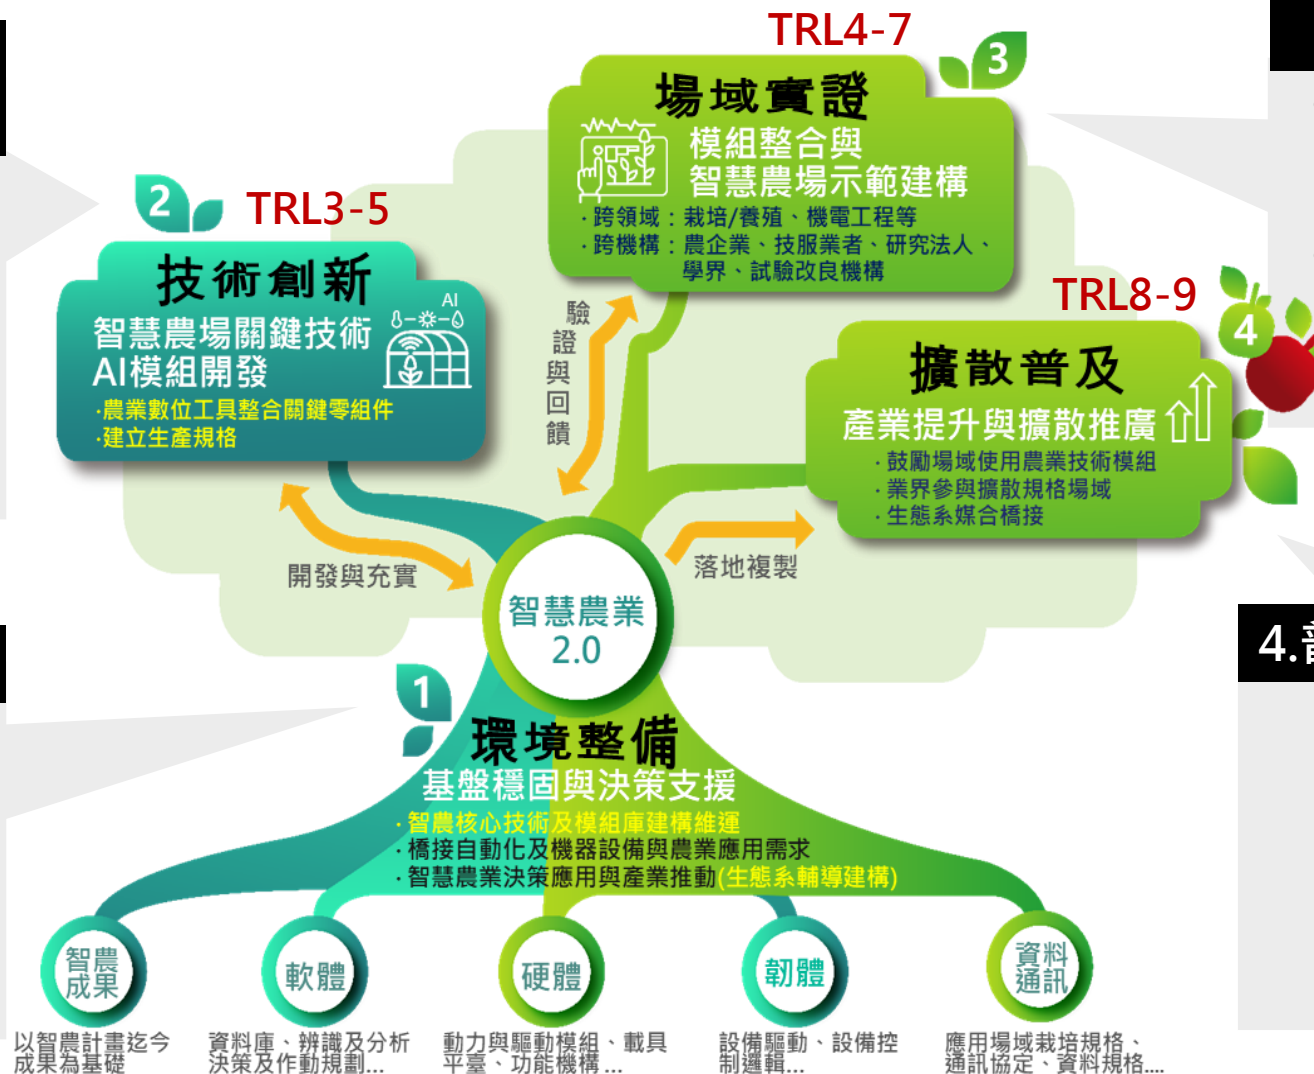 TRL4-7
3
場域實證
模組整合與
智慧農場示範建構
·跨領域：栽培/養殖、機電工程等
·跨機構：農企業、技服業者、研究法人、
學界、試驗改良機構
2
TRL3-5
技術創新
智慧農場關鍵技術
AI模組開發
AI
·農業數位工具整合關鍵零組件
·建立生產規格
TRL8-9
4
擴散普及
產業提升與擴散推廣
·鼓勵場域使用農業技術模組
·業界參與擴散規格場域
·生態系媒合橋接
驗證與回饋
開發與充實
落地複製
智慧農業
2.0
4.
1
環境整備
基盤穩固與決策支援
·智農核心技術及模組庫建構維運
·橋接自動化及機器設備與農業應用需求
·智慧農業決策應用與產業推動(生態系輔導建構)
智農
成果
軟體
硬體
韌體
資料
通訊
以智農計畫迄今
成果為基礎
資料庫、辨識及分析
決策及作動規劃...
動力與驅動模組、載具
平臺、功能機構...
設備驅動、設備控
制邏輯...
應用場域栽培規格、
通訊協定、資料規格....